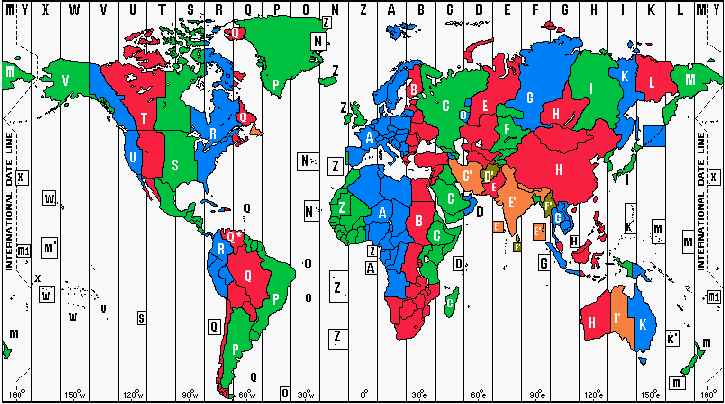 M Y X W V U T S R Q P O N Z A B C D E F G H I K L M Y
Q Z
N
M V P Z B C E G H I K L M
T Q Z D
R A F
U S H
INTERNATIONAL DATE LINE
X N Z C' D' E
W Z C E' F' I
Q N A D G
M' R Q B C E F K M M
W Q P A D G H
X W V S Q O Z C H I' K
M P Z K* M
Q O M
180° 150°W 120°W 90°W 60°W 30°W 0° 30°E 60°E 90°E 120°E 150°E 180°
INTERNATIONAL DATE LINE